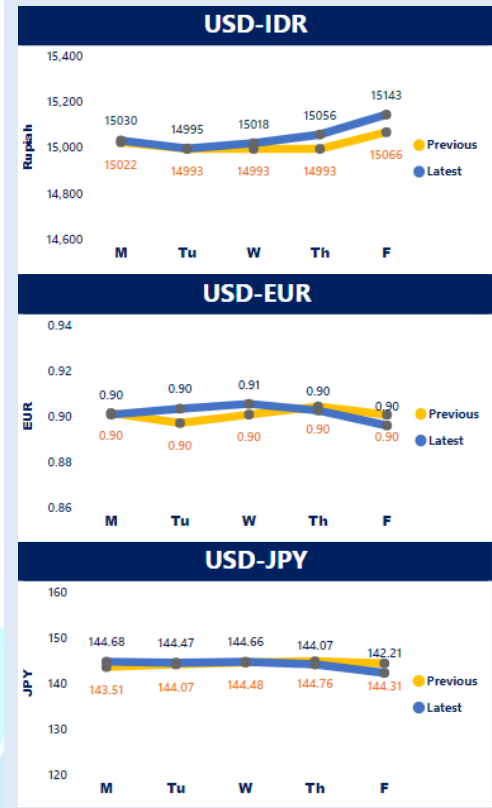 USD-IDR
15,400
15,200
15,000
14,800
14,600
Rupiah
15030 14995 15018 15056 15143
15022 14993 14993 14993 15066
Previous
Latest
M Tu W Th F
USD-EUR
0.94
0.92
0.90
0.88
0.86
EUR
0.90 0.90 0.91 0.90 0.90
0.90 0.90 0.90 0.90 0.90
Previous
Latest
M Tu W Th F
USD-JPY
160
150
140
130
120
JPY
144.68 144.47 144.66 144.07 142.21
143.51 144.07 144.48 144.76 144.31
Previous
Latest
M Tu W Th F